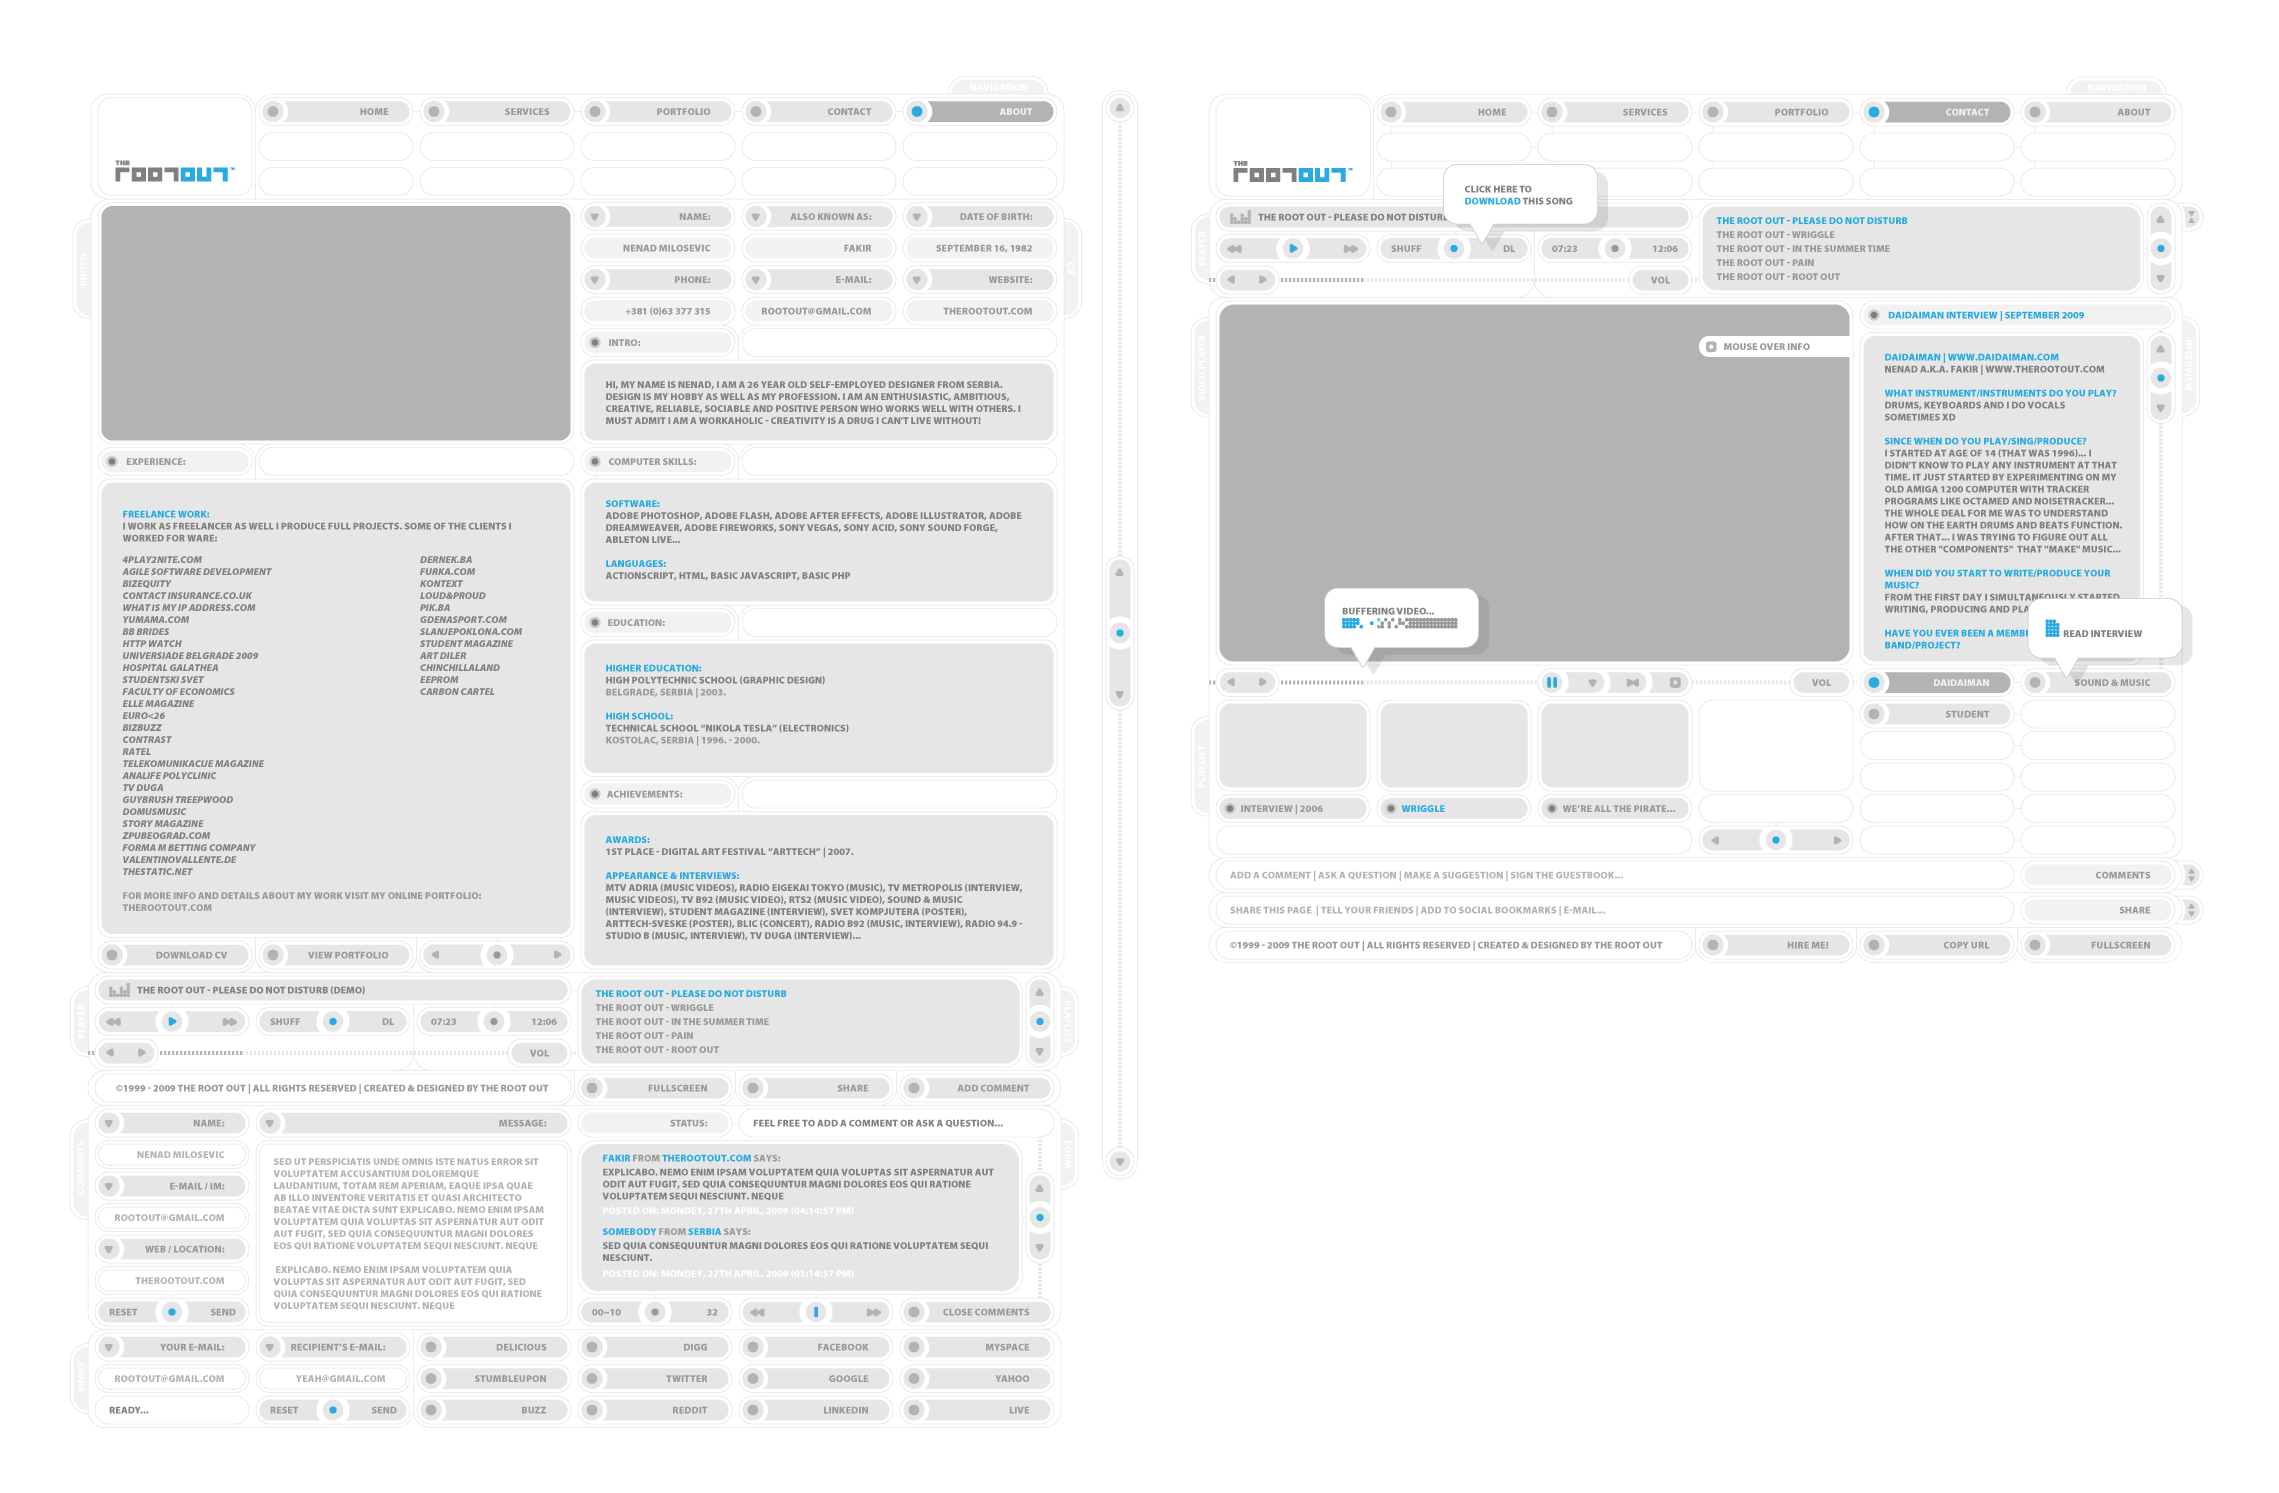 NAVIGATION
THE
ROOTOUT™
HOME
SERVICES
PORTFOLIO
CONTACT
ABOUT
PHOTO
CV
NAME:
ALSO KNOWN AS:
DATE OF BIRTH:
NENAD MILOSEVIC
FAKIR
SEPTEMBER 16, 1982
PHONE:
E-MAIL:
WEBSITE:
+381 (0)63 377 315
ROOTOUT@GMAIL.COM
THEROOTOUT.COM
INTRO:
HI, MY NAME IS NENAD, I AM A 26 YEAR OLD SELF-EMPLOYED DESIGNER FROM SERBIA.
DESIGN IS MY HOBBY AS WELL AS MY PROFESSION. I AM AN ENTHUSIASTIC, AMBITIOUS,
CREATIVE, RELIABLE, SOCIABLE AND POSITIVE PERSON WHO WORKS WELL WITH OTHERS. I
MUST ADMIT I AM A WORKAHOLIC - CREATIVITY IS A DRUG I CAN'T LIVE WITHOUT!
EXPERIENCE:
FREELANCE WORK:
I WORK AS FREELANCER AS WELL I PRODUCE FULL PROJECTS. SOME OF THE CLIENTS I
WORKED FOR WARE:
4PLAY2NITE.COM
AGILE SOFTWARE DEVELOPMENT
BIZEQUITY
CONTACT INSURANCE.CO.UK
WHAT IS MY IP ADDRESS.COM
YUMAMA.COM
BB BRIDES
HTTP WATCH
UNIVERSIADE BELGRADE 2009
HOSPITAL GALATHEA
STUDENTSKI SVET
FACULTY OF ECONOMICS
ELLE MAGAZINE
EURO<26
BIZBUZZ
CONTRAST
RATEL
TELEKOMUNIKACIJE MAGAZINE
ANALIFE POLYCLINIC
TV DUGA
GUYBRUSH TREEPWOOD
DOMUSMUSIC
STORY MAGAZINE
ZPUBEOGRAD.COM
FORMA M BETTING COMPANY
VALENTINOVALLENTE.DE
THESTATIC.NET
DERNEK.BA
FURKA.COM
KONTEXT
LOUD&PROUD
PIK.BA
GDENASPORT.COM
SLANJEPOKLONA.COM
STUDENT MAGAZINE
ART DILER
CHINCHILLALAND
EEPROM
CARBON CARTEL
FOR MORE INFO AND DETAILS ABOUT MY WORK VISIT MY ONLINE PORTFOLIO:
THEROOTOUT.COM
COMPUTER SKILLS:
SOFTWARE:
ADOBE PHOTOSHOP, ADOBE FLASH, ADOBE AFTER EFFECTS, ADOBE ILLUSTRATOR, ADOBE
DREAMWEAVER, ADOBE FIREWORKS, SONY VEGAS, SONY ACID, SONY SOUND FORGE,
ABLETON LIVE...
LANGUAGES:
ACTIONSCRIPT, HTML, BASIC JAVASCRIPT, BASIC PHP
EDUCATION:
HIGHER EDUCATION:
HIGH POLYTECHNIC SCHOOL (GRAPHIC DESIGN)
BELGRADE, SERBIA | 2003.
HIGH SCHOOL:
TECHNICAL SCHOOL “NIKOLA TESLA” (ELECTRONICS)
KOSTOLAC, SERBIA | 1996. - 2000.
ACHIEVEMENTS:
AWARDS:
1ST PLACE - DIGITAL ART FESTIVAL “ARTTECH” | 2007.
APPEARANCE & INTERVIEWS:
MTV ADRIA (MUSIC VIDEOS), RADIO EIGEKAI TOKYO (MUSIC), TV METROPOLIS (INTERVIEW,
MUSIC VIDEOS), TV B92 (MUSIC VIDEO), RTS2 (MUSIC VIDEO), SOUND & MUSIC
(INTERVIEW), STUDENT MAGAZINE (INTERVIEW), SVET KOMPJUTERA (POSTER),
ARTTECH-SVESKE (POSTER), BLIC (CONCERT), RADIO B92 (MUSIC, INTERVIEW), RADIO 94.9 -
STUDIO B (MUSIC, INTERVIEW), TV DUGA (INTERVIEW)...
DOWNLOAD CV
VIEW PORTFOLIO
PLAYER
THE ROOT OUT - PLEASE DO NOT DISTURB (DEMO)
SHUFF
DL
07:23
12:06
VOL
THE ROOT OUT - PLEASE DO NOT DISTURB
THE ROOT OUT - WRIGGLE
THE ROOT OUT - IN THE SUMMER TIME
THE ROOT OUT - PAIN
THE ROOT OUT - ROOT OUT
PLAYLIST
©1999 - 2009 THE ROOT OUT | ALL RIGHTS RESERVED | CREATED & DESIGNED BY THE ROOT OUT
FULLSCREEN
SHARE
ADD COMMENT
COMMENTS
NAME:
NENAD MILOSEVIC
E-MAIL / IM:
ROOTOUT@GMAIL.COM
WEB / LOCATION:
THEROOTOUT.COM
RESET
SEND
MESSAGE:
SED UT PERSPICIATIS UNDE OMNIS ISTE NATUS ERROR SIT
VOLUPTATEM ACCUSANTIUM DOLOREMQUE
LAUDANTIUM, TOTAM REM APERIAM, EAQUE IPSA QUAE
AB ILLO INVENTORE VERITATIS ET QUASI ARCHITECTO
BEATAE VITAE DICTA SUNT EXPLICABO. NEMO ENIM IPSAM
VOLUPTATEM QUIA VOLUPTAS SIT ASPERNATUR AUT ODIT
AUT FUGIT, SED QUIA CONSEQUUNTUR MAGNI DOLORES
EOS QUI RATIONE VOLUPTATEM SEQUI NESCIUNT. NEQUE
EXPLICABO. NEMO ENIM IPSAM VOLUPTATEM QUIA
VOLUPTAS SIT ASPERNATUR AUT ODIT AUT FUGIT, SED
QUIA CONSEQUUNTUR MAGNI DOLORES EOS QUI RATIONE
VOLUPTATEM SEQUI NESCIUNT. NEQUE
STATUS:
FEEL FREE TO ADD A COMMENT OR ASK A QUESTION...
FORM
FAKIR FROM THEROOTOUT.COM SAYS:
EXPLICABO. NEMO ENIM IPSAM VOLUPTATEM QUIA VOLUPTAS SIT ASPERNATUR AUT
ODIT AUT FUGIT, SED QUIA CONSEQUUNTUR MAGNI DOLORES EOS QUI RATIONE
VOLUPTATEM SEQUI NESCIUNT. NEQUE
POSTED ON: MONDEY, 27TH APRIL, 2009 (04:14:57 PM)
SOMEBODY FROM SERBIA SAYS:
SED QUIA CONSEQUUNTUR MAGNI DOLORES EOS QUI RATIONE VOLUPTATEM SEQUI
NESCIUNT.
POSTED ON: MONDEY, 27TH APRIL, 2009 (01:14:57 PM)
00~10
32
CLOSE COMMENTS
SHARE
YOUR E-MAIL:
RECIPIENT'S E-MAIL:
DELICIOUS
DIGG
FACEBOOK
MYSPACE
ROOTOUT@GMAIL.COM
YEAH@GMAIL.COM
STUMBLEUPON
TWITTER
GOOGLE
YAHOO
READY...
RESET
SEND
BUZZ
REDDIT
LINKEDIN
LIVE
NAVIGATION
THE
ROOTOUT™
HOME
SERVICES
PORTFOLIO
CONTACT
ABOUT
CLICK HERE TO
DOWNLOAD THIS SONG
PLAYER
THE ROOT OUT - PLEASE DO NOT DISTUR
SHUFF
DL
07:23
12:06
VOL
THE ROOT OUT - PLEASE DO NOT DISTURB
THE ROOT OUT - WRIGGLE
THE ROOT OUT - IN THE SUMMER TIME
THE ROOT OUT - PAIN
THE ROOT OUT - ROOT OUT
VIDEO PLAYER
MOUSE OVER INFO
BUFFERING VIDEO...
VOL
DAIDAIMAN INTERVIEW | SEPTEMBER 2009
INTERVIEW
DAIDAIMAN | WWW.DAIDAIMAN.COM
NENAD A.K.A. FAKIR | WWW.THEROOTOUT.COM
WHAT INSTRUMENT/INSTRUMENTS DO YOU PLAY?
DRUMS, KEYBOARDS AND I DO VOCALS
SOMETIMES XD
SINCE WHEN DO YOU PLAY/SING/PRODUCE?
I STARTED AT AGE OF 14 (THAT WAS 1996)... I
DIDN'T KNOW TO PLAY ANY INSTRUMENT AT THAT
TIME. IT JUST STARTED BY EXPERIMENTING ON MY
OLD AMIGA 1200 COMPUTER WITH TRACKER
PROGRAMS LIKE OCTAMED AND NOISETRACKER...
THE WHOLE DEAL FOR ME WAS TO UNDERSTAND
HOW ON THE EARTH DRUMS AND BEATS FUNCTION.
AFTER THAT... I WAS TRYING TO FIGURE OUT ALL
THE OTHER "COMPONENTS" THAT "MAKE" MUSIC...
WHEN DID YOU START TO WRITE/PRODUCE YOUR
MUSIC?
FROM THE FIRST DAY I SIMULTANEOUSLY STARTED
WRITING, PRODUCING AND PLA
HAVE YOU EVER BEEN A MEMB
BAND/PROJECT?
READ INTERVIEW
DAIDAIMAN
SOUND & MUSIC
STUDENT
PLAYLIST
INTERVIEW | 2006
WRIGGLE
WE'RE ALL THE PIRATE...
ADD A COMMENT | ASK A QUESTION | MAKE A SUGGESTION | SIGN THE GUESTBOOK...
COMMENTS
SHARE THIS PAGE | TELL YOUR FRIENDS | ADD TO SOCIAL BOOKMARKS | E-MAIL...
SHARE
©1999 - 2009 THE ROOT OUT | ALL RIGHTS RESERVED | CREATED & DESIGNED BY THE ROOT OUT
HIRE ME!
COPY URL
FULLSCREEN